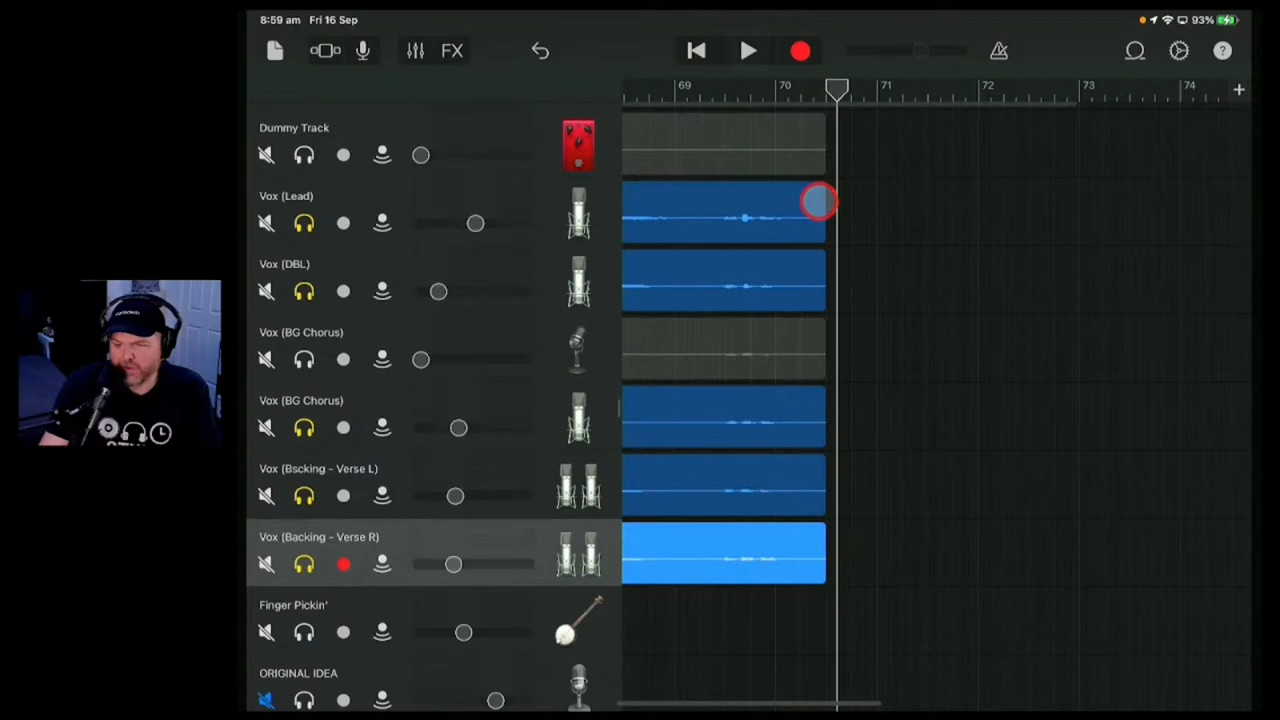 8:59 am Fri 16 Sep
93%
FX
?
69 70 71 72 73 74 +
Dummy Track
Vox (Lead)
Vox (DBL)
Vox (BG Chorus)
Vox (BG Chorus)
Vox (Bscking - Verse L)
Vox (Backing - Verse R)
Finger Pickin'
ORIGINAL IDEA